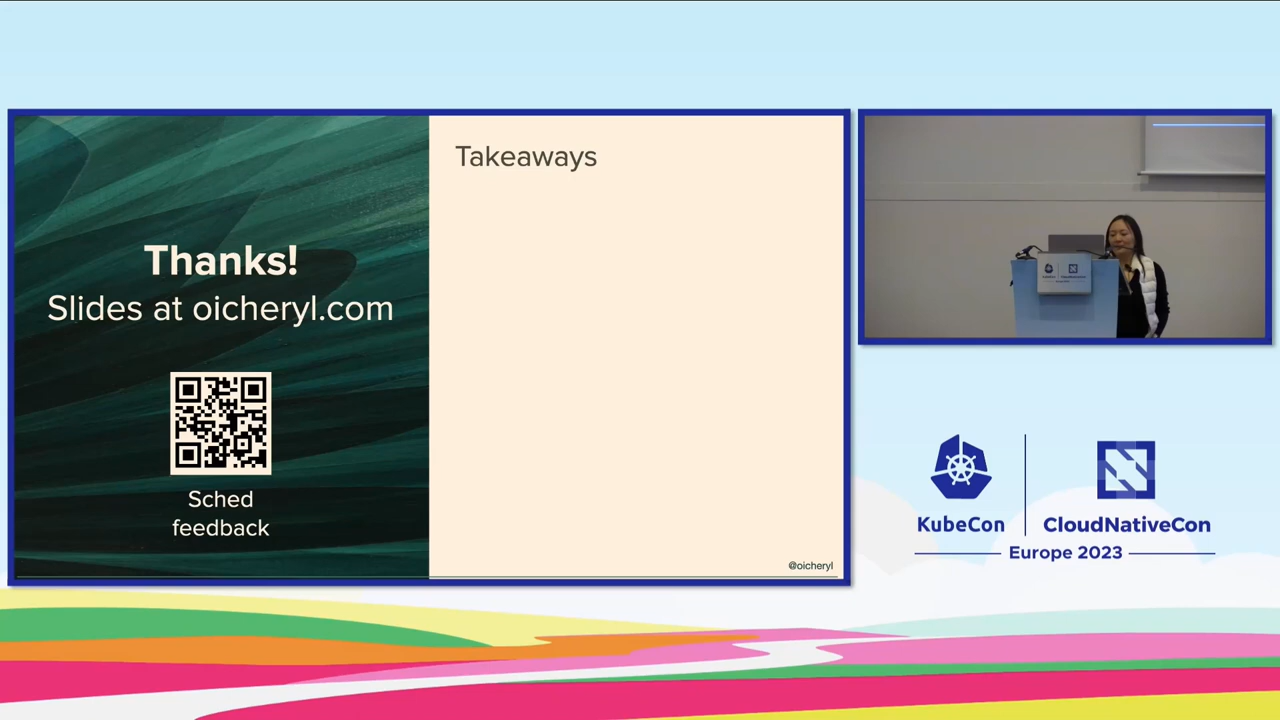 Thanks!
Slides at oicheryl.com
Sched
feedback
Takeaways
@oicheryl
KubeCon
CloudNativeCon
Europe 2023